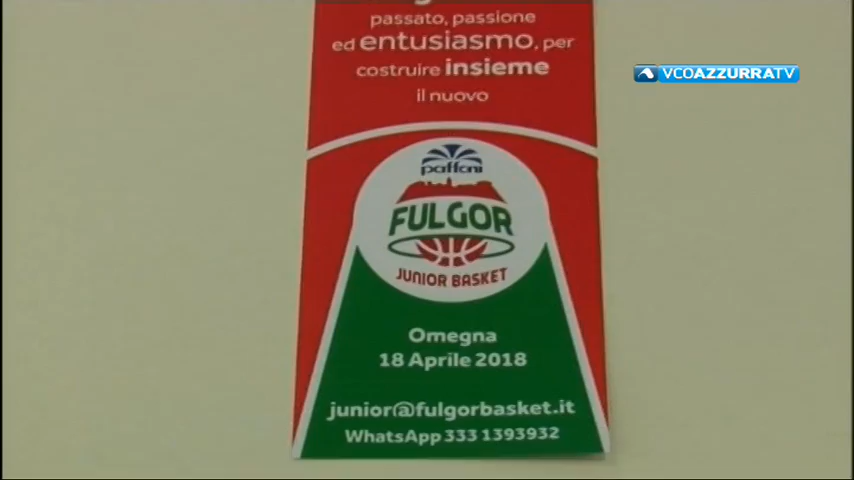 passato, passione
ed entusiasmo, per
costruire insieme
il nuovo
VCOAZZURRATV
paffoni
FULGOR
JUNIOR BASKET
Omegna
18 Aprile 2018
junior@fulgorbasket.it
WhatsApp 333 1393932